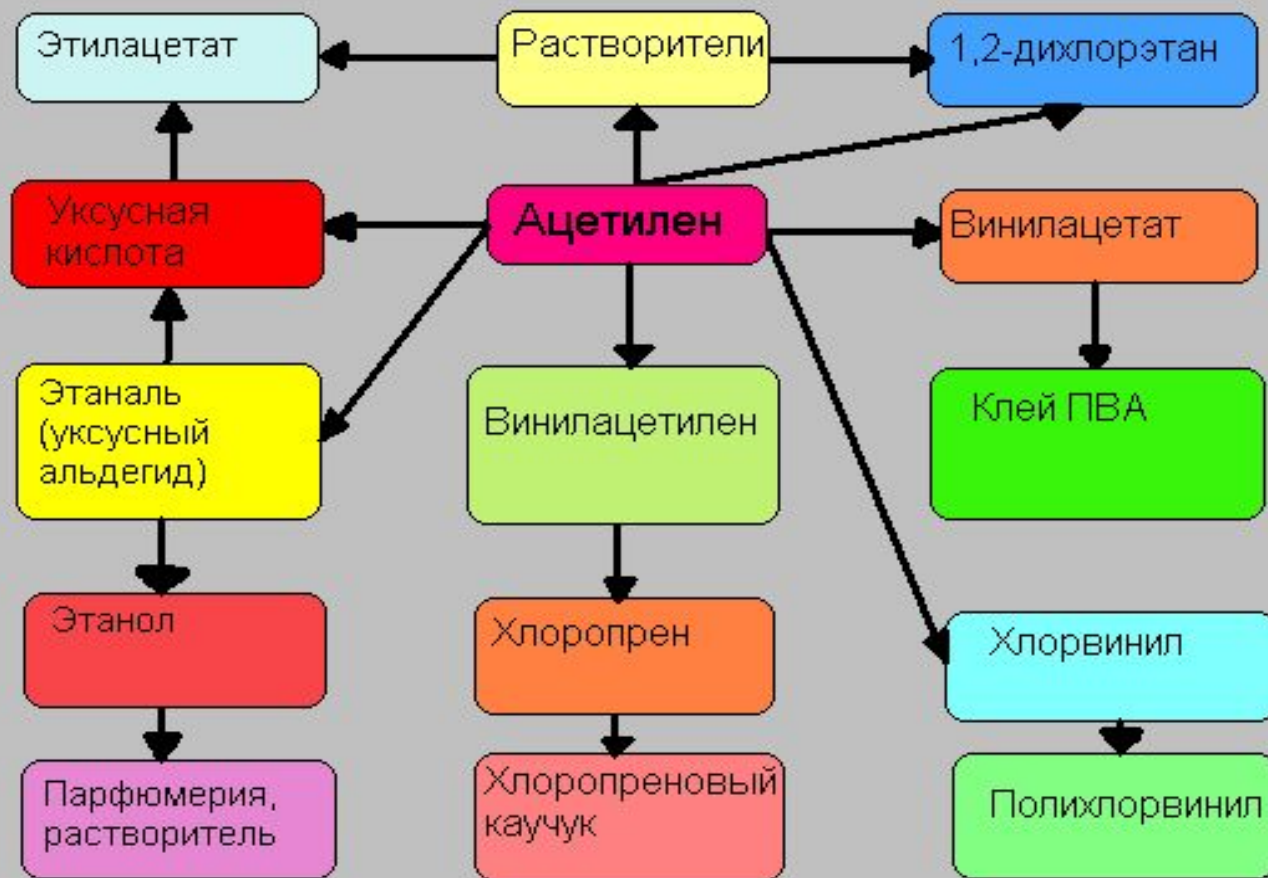 Этилацетат
Растворители
1,2-дихлорэтан
Уксусная
кислота
Ацетилен
Винилацетат
Этаналь
(уксусный
альдегид)
Винилацетилен
Клей ПВА
Этанол
Хлоропрен
Хлорвинил
Парфюмерия,
растворитель
Хлоропреновый
каучук
Полихлорвинил